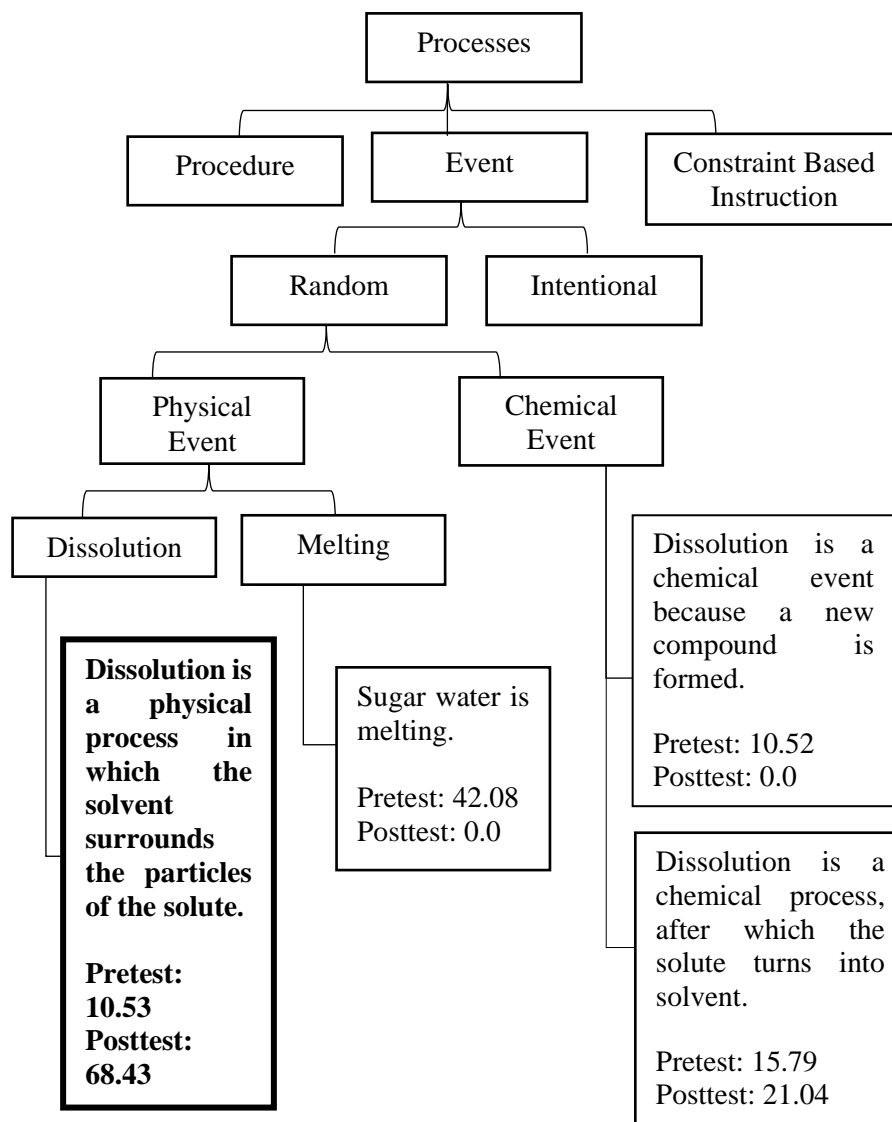 Processes
Procedure
Event
Constraint Based
Instruction
Random
Intentional
Physical
Event
Chemical
Event
Dissolution
Melting
Dissolution is
a physical
process in
which the
solvent
surrounds
the particles
of the solute.
Pretest:
10.53
Posttest:
68.43
Sugar water is
melting.
Pretest: 42.08
Posttest: 0.0
Dissolution is a
chemical event
because a new
compound is
formed.
Pretest: 10.52
Posttest: 0.0
Dissolution is a
chemical process,
after which the
solute turns into
solvent.
Pretest: 15.79
Posttest: 21.04